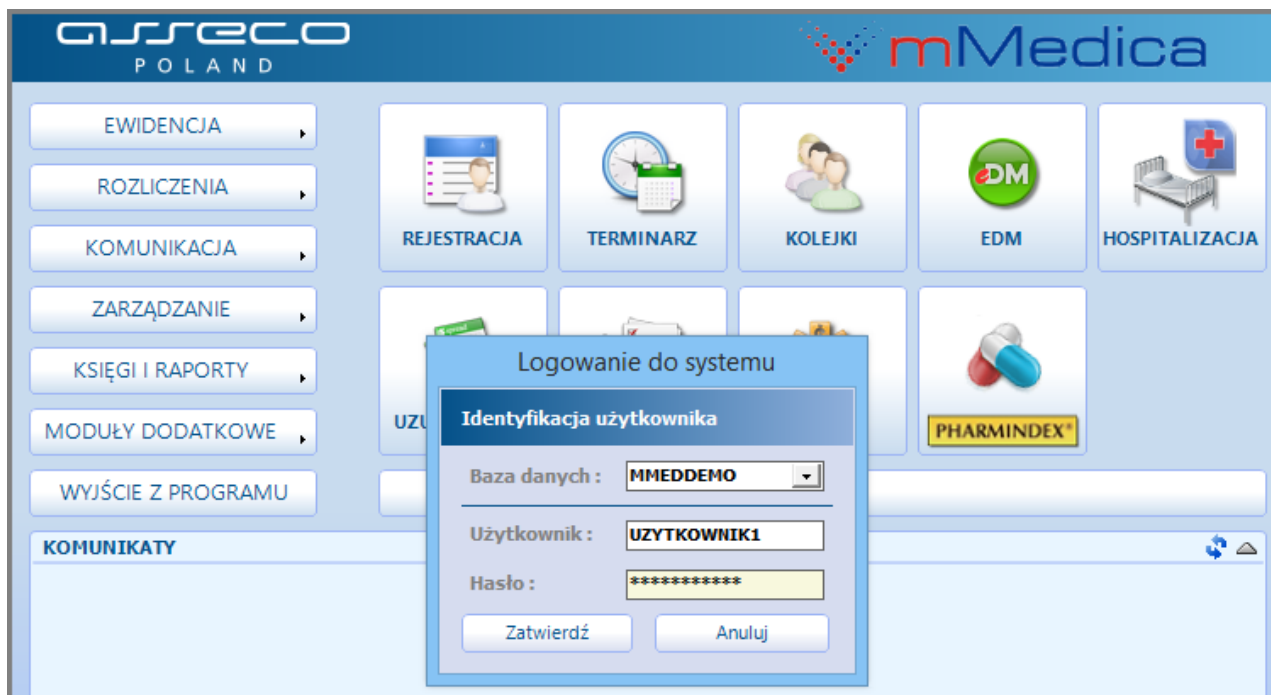 asseco
POLAND
mMedica
EWIDENCJA
ROZLICZENIA
KOMUNIKACJA
ZARZĄDZANIE
KSIĘGI I RAPORTY
MODUŁY DODATKOWE
WYJŚCIE Z PROGRAMU
REJESTRACJA
TERMINARZ
KOLEJKI
eDM
EDM
HOSPITALIZACJA
PHARMINDEX®
Logowanie do systemu
Identyfikacja użytkownika
Baza danych : MMEDDEMO
Użytkownik : UZYTKOWNIK1
Hasło : ***********
Zatwierdź Anuluj
KOMUNIKATY